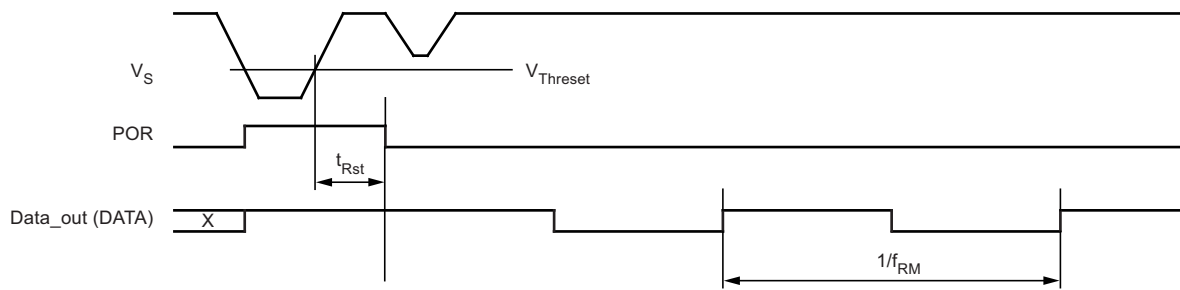 V_S
V_Threset
POR
t_Rst
Data_out (DATA)
X
1/f_RM